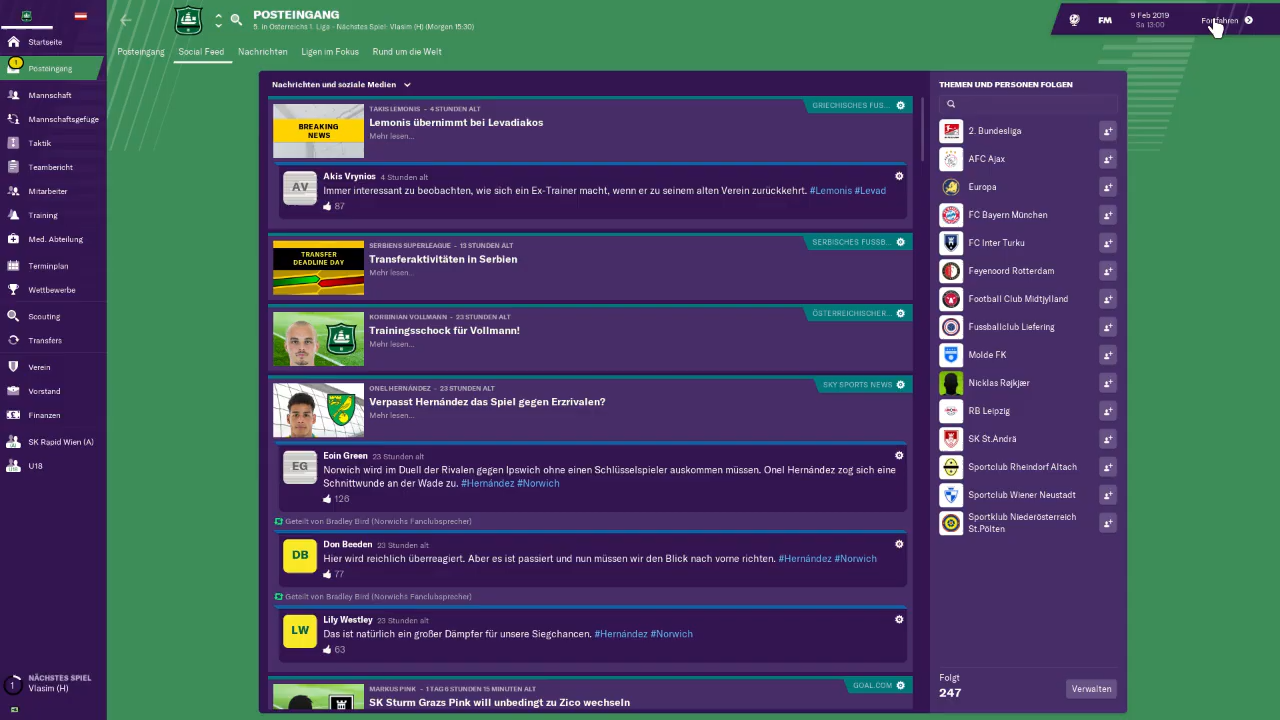 POSTEINGANG
5. in Österreichs 1. Liga - Nächstes Spiel: Vlasim (H) (Morgen 15:30)
FM
9 Feb 2019
Sa 13:00
Fortfahren
Posteingang
Social Feed
Nachrichten
Ligen im Fokus
Rund um die Welt
Startseite
1
Posteingang
Mannschaft
Mannschaftsgefüge
Taktik
Teambericht
Mitarbeiter
Training
Med. Abteilung
Terminplan
Wettbewerbe
Scouting
Transfers
Verein
Vorstand
Finanzen
SK Rapid Wien (A)
U18
1
NÄCHSTES SPIEL
Vlasim (H)
Nachrichten und soziale Medien
BREAKING
NEWS
TAKIS LEMONIS - 4 STUNDEN ALT
GRIECHISCHES FUS...
Lemonis übernimmt bei Levadiakos
Mehr lesen...
AV
Akis Vrynios 4 Stunden alt
Immer interessant zu beobachten, wie sich ein Ex-Trainer macht, wenn er zu seinem alten Verein zurückkehrt. #Lemonis #Levad
87
TRANSFER
DEADLINE DAY
SERBIENS SUPERLEAGUE - 13 STUNDEN ALT
SERBISCHES FUSSB...
Transferaktivitäten in Serbien
Mehr lesen...
KORBINIAN VOLLMANN - 23 STUNDEN ALT
ÖSTERREICHISCHER...
Trainingsschock für Vollmann!
Mehr lesen...
ONEL HERNÁNDEZ - 23 STUNDEN ALT
SKY SPORTS NEWS
Verpasst Hernández das Spiel gegen Erzrivalen?
Mehr lesen...
EG
Eoin Green 23 Stunden alt
Norwich wird im Duell der Rivalen gegen Ipswich ohne einen Schlüsselspieler auskommen müssen. Onel Hernández zog sich eine
Schnittwunde an der Wade zu. #Hernández #Norwich
126
Geteilt von Bradley Bird (Norwichs Fanclubsprecher)
DB
Don Beeden 23 Stunden alt
Hier wird reichlich überreagiert. Aber es ist passiert und nun müssen wir den Blick nach vorne richten. #Hernández #Norwich
77
Geteilt von Bradley Bird (Norwichs Fanclubsprecher)
LW
Lily Westley 23 Stunden alt
Das ist natürlich ein großer Dämpfer für unsere Siegchancen. #Hernández #Norwich
63
MARKUS PINK - 1 TAG 6 STUNDEN 15 MINUTEN ALT
GOAL.COM
SK Sturm Grazs Pink will unbedingt zu Zico wechseln
THEMEN UND PERSONEN FOLGEN
2. Bundesliga
AFC Ajax
Europa
FC Bayern München
FC Inter Turku
Feyenoord Rotterdam
Football Club Midtjylland
Fussballclub Liefering
Molde FK
Nicklas Røjkjær
RB Leipzig
SK St.Andrä
Sportclub Rheindorf Altach
Sportclub Wiener Neustadt
Sportklub Niederösterreich
St.Pölten
Folgt
247
Verwalten